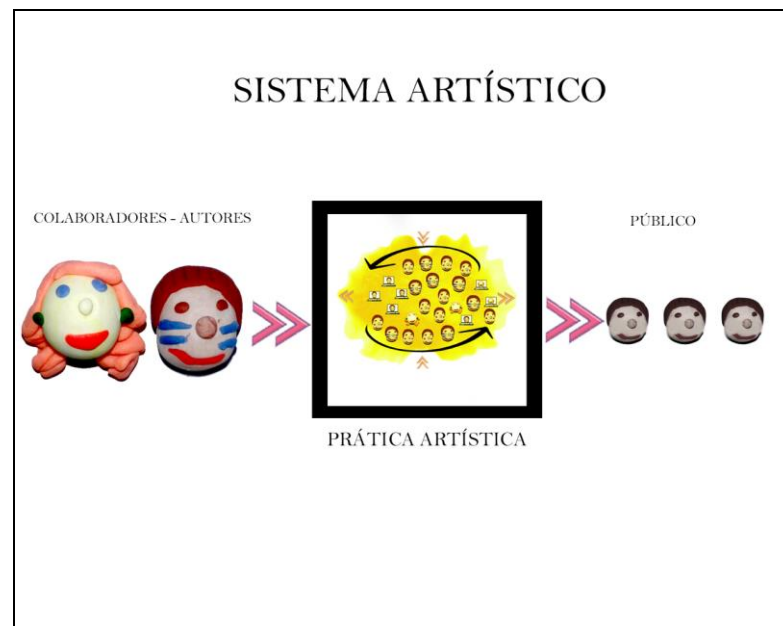 SISTEMA ARTÍSTICO
COLABORADORES - AUTORES
PÚBLICO
PRÁTICA ARTÍSTICA